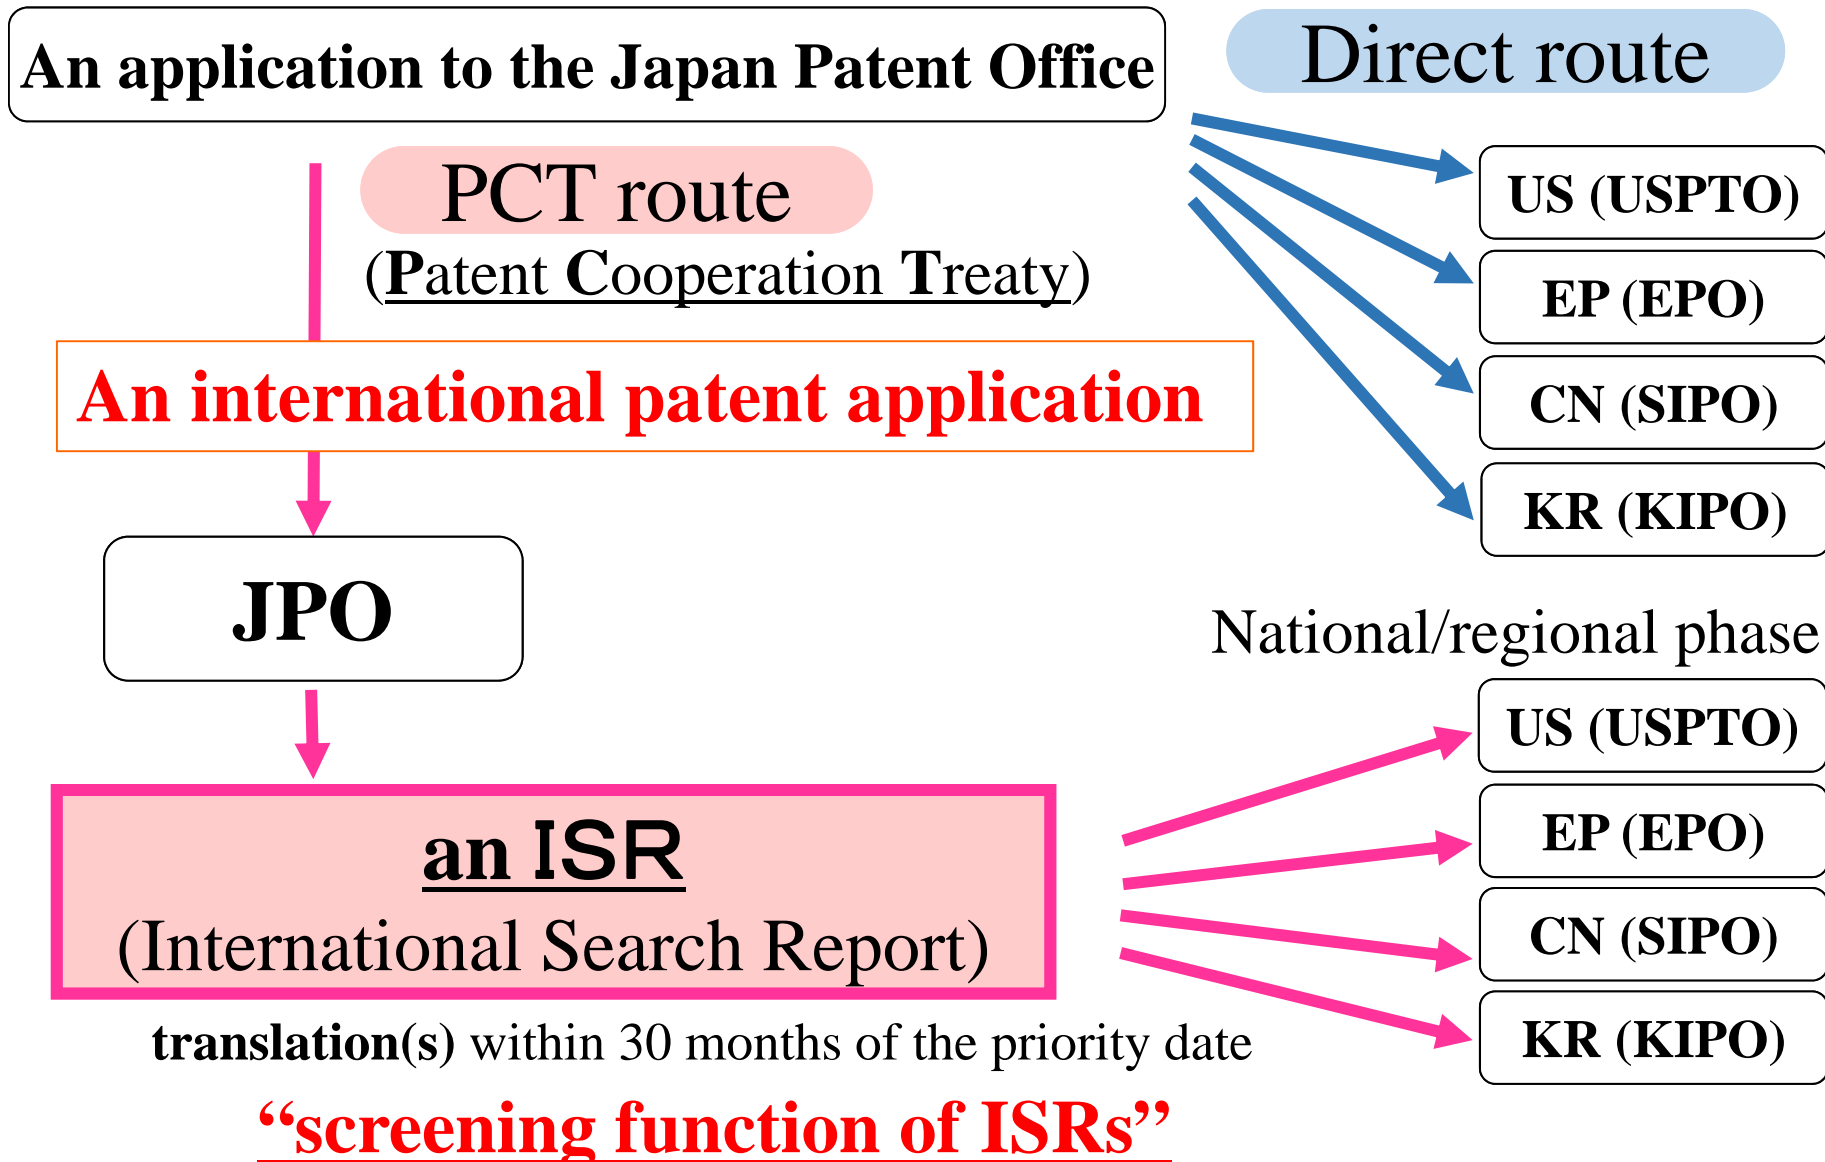 An application to the Japan Patent Office
Direct route
PCT route
(Patent Cooperation Treaty)
US (USPTO)
EP (EPO)
CN (SIPO)
KR (KIPO)
An international patent application
JPO
National/regional phase
US (USPTO)
EP (EPO)
CN (SIPO)
KR (KIPO)
an ISR
(International Search Report)
translation(s) within 30 months of the priority date
“screening function of ISRs”